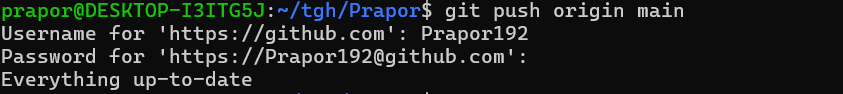 prapor@DESKTOP-I3ITG5J:~/tgh/Prapor$ git push origin main
Username for 'https://github.com': Prapor192
Password for 'https://Prapor192@github.com':
Everything up-to-date